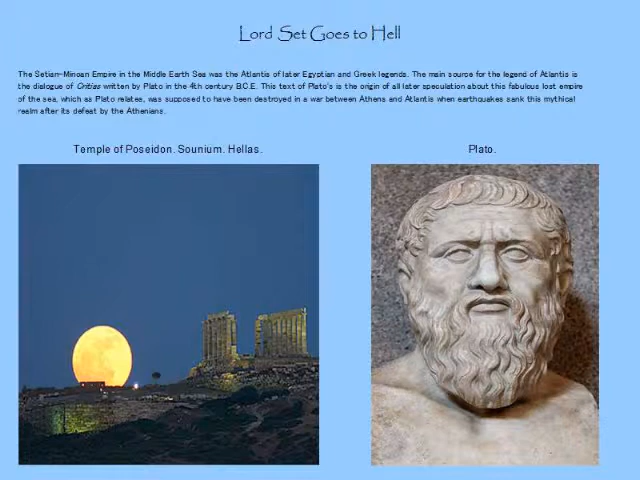 Lord Set Goes to Hell
The Setian-Minoan Empire in the Middle Earth Sea was the Atlantis of later Egyptian and Greek legends. The main source for the legend of Atlantis is
the dialogue of Critias written by Plato in the 4th century B.C.E. This text of Plato's is the origin of all later speculation about this fabulous lost empire
of the sea, which as Plato relates, was supposed to have been destroyed in a war between Athens and Atlantis when earthquakes sank this mythical
realm after its defeat by the Athenians.
Temple of Poseidon. Sounium. Hellas.
Plato.